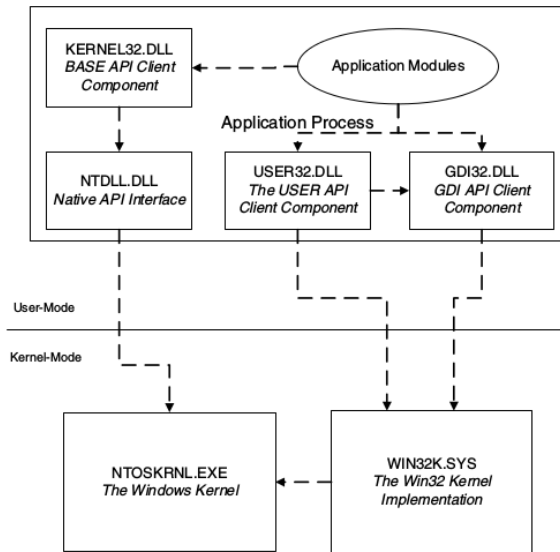 KERNEL32.DLL
BASE API Client
Component
Application Modules
Application Process
NTDLL.DLL
Native API Interface
USER32.DLL
The USER API
Client Component
GDI32.DLL
GDI API Client
Component
User-Mode
Kernel-Mode
NTOSKRNL.EXE
The Windows Kernel
WIN32K.SYS
The Win32 Kernel
Implementation